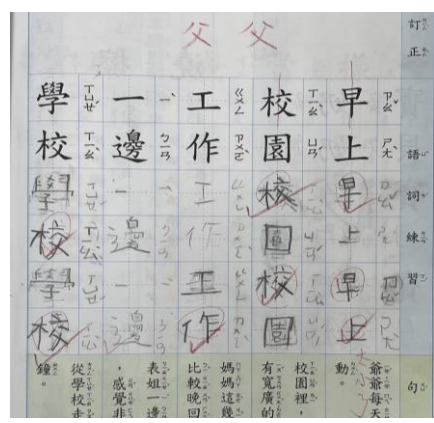 訂正
語詞練習
句
父父
早上早上早上
ㄗㄠˇ ㄕㄤˋ
校園校園校園
ㄒㄧㄠˋ ㄩㄢˊ
工作工作工作
ㄍㄨㄥ ㄗㄨㄛˋ
一邊一邊一邊
ㄧˋ ㄅㄧㄢ
學校學校學校
ㄒㄩㄝˊ ㄒㄧㄠˋ
爺爺每天
動。
校園裡，
有寬廣的
媽媽這幾
比較晚回
表姐一邊
，感覺非
從學校走
鐘。